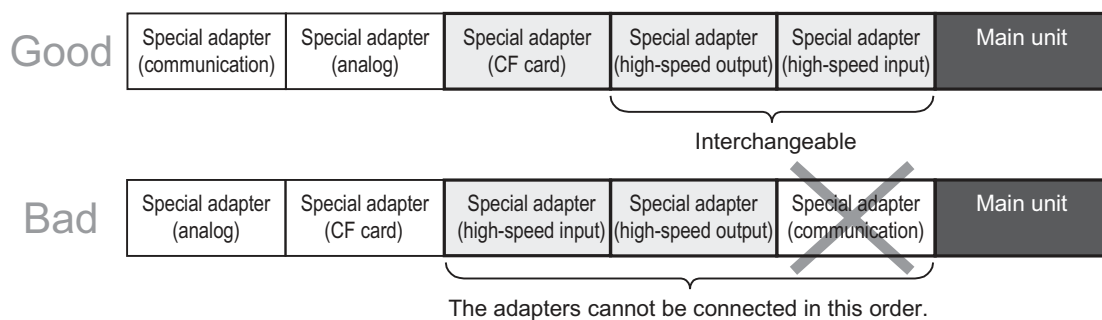 Good
Special adapter
(communication)
Special adapter
(analog)
Special adapter
(CF card)
Special adapter
(high-speed output)
Special adapter
(high-speed input)
Main unit
Interchangeable
Bad
Special adapter
(analog)
Special adapter
(CF card)
Special adapter
(high-speed input)
Special adapter
(high-speed output)
Special adapter
(communication)
Main unit
The adapters cannot be connected in this order.